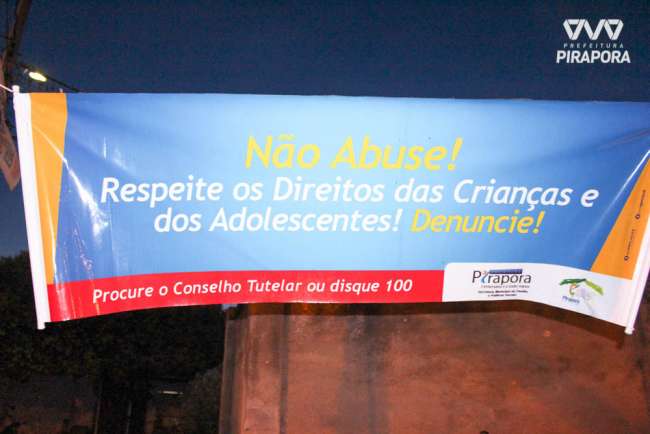 PREFEITURA
PIRAPORA
Não Abuse!
Respeite os Direitos das Crianças e
dos Adolescentes! Denuncie!
Procure o Conselho Tutelar ou disque 100
Pirapora